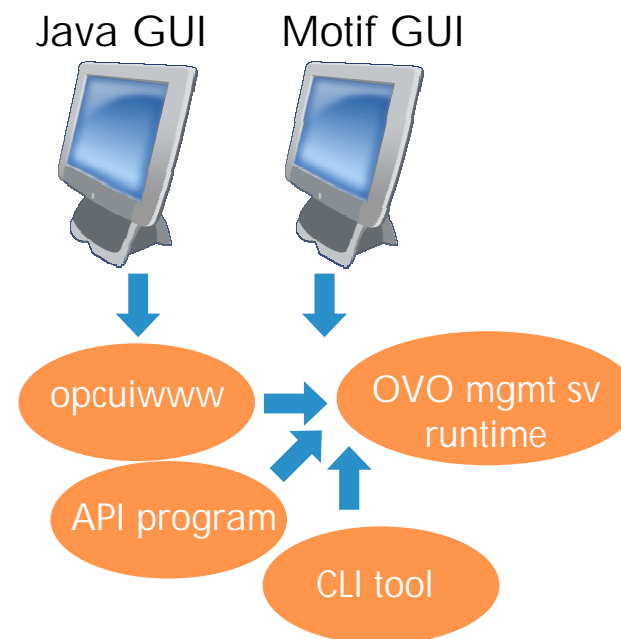 Java GUI
Motif GUI
opcuiwww
OVO mgmt sv
runtime
API program
CLI tool